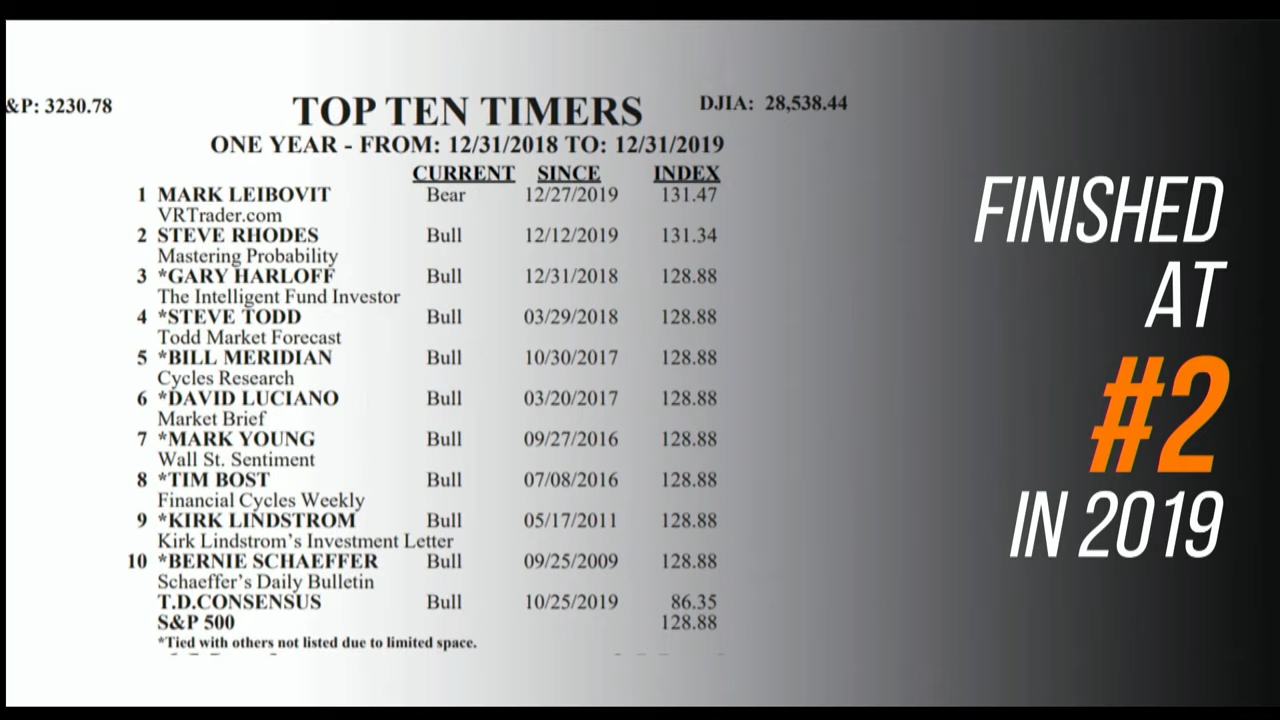 &P: 3230.78
TOP TEN TIMERS
DJIA: 28,538.44
ONE YEAR - FROM: 12/31/2018 TO: 12/31/2019
CURRENT SINCE INDEX
1 MARK LEIBOVIT Bear 12/27/2019 131.47
VRTrader.com
2 STEVE RHODES Bull 12/12/2019 131.34
Mastering Probability
3 *GARY HARLOFF Bull 12/31/2018 128.88
The Intelligent Fund Investor
4 *STEVE TODD Bull 03/29/2018 128.88
Todd Market Forecast
5 *BILL MERIDIAN Bull 10/30/2017 128.88
Cycles Research
6 *DAVID LUCIANO Bull 03/20/2017 128.88
Market Brief
7 *MARK YOUNG Bull 09/27/2016 128.88
Wall St. Sentiment
8 *TIM BOST Bull 07/08/2016 128.88
Financial Cycles Weekly
9 *KIRK LINDSTROM Bull 05/17/2011 128.88
Kirk Lindstrom's Investment Letter
10 *BERNIE SCHAEFFER Bull 09/25/2009 128.88
Schaeffer's Daily Bulletin
T.D.CONSENSUS Bull 10/25/2019 86.35
S&P 500 128.88
*Tied with others not listed due to limited space.
FINISHED
AT
#2
IN 2019